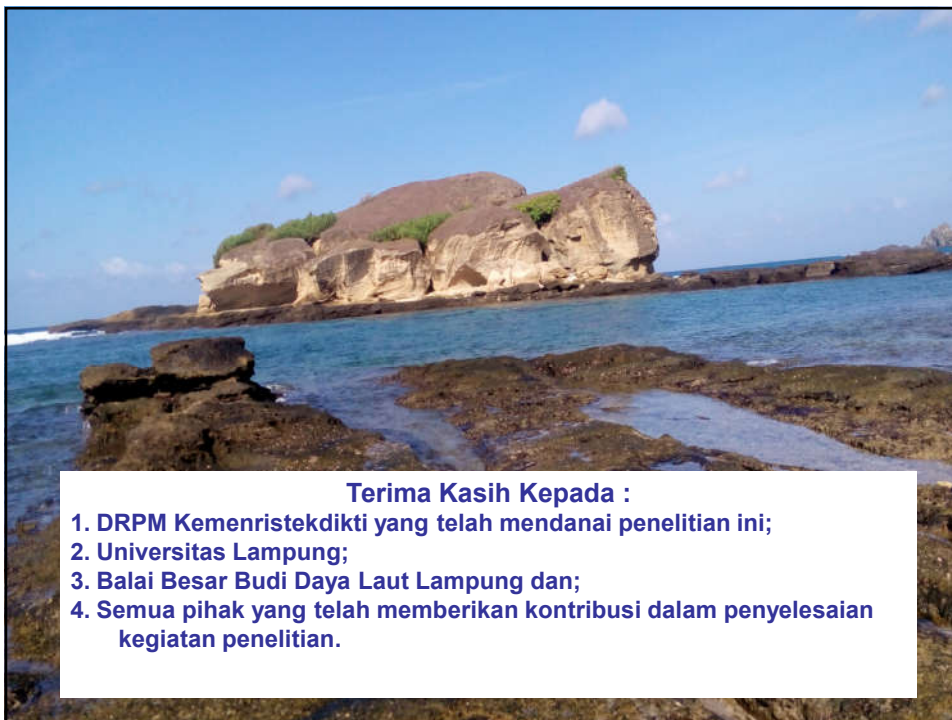 Terima Kasih Kepada :
1. DRPM Kemenristekdikti yang telah mendanai penelitian ini;
2. Universitas Lampung;
3. Balai Besar Budi Daya Laut Lampung dan;
4. Semua pihak yang telah memberikan kontribusi dalam penyelesaian
kegiatan penelitian.